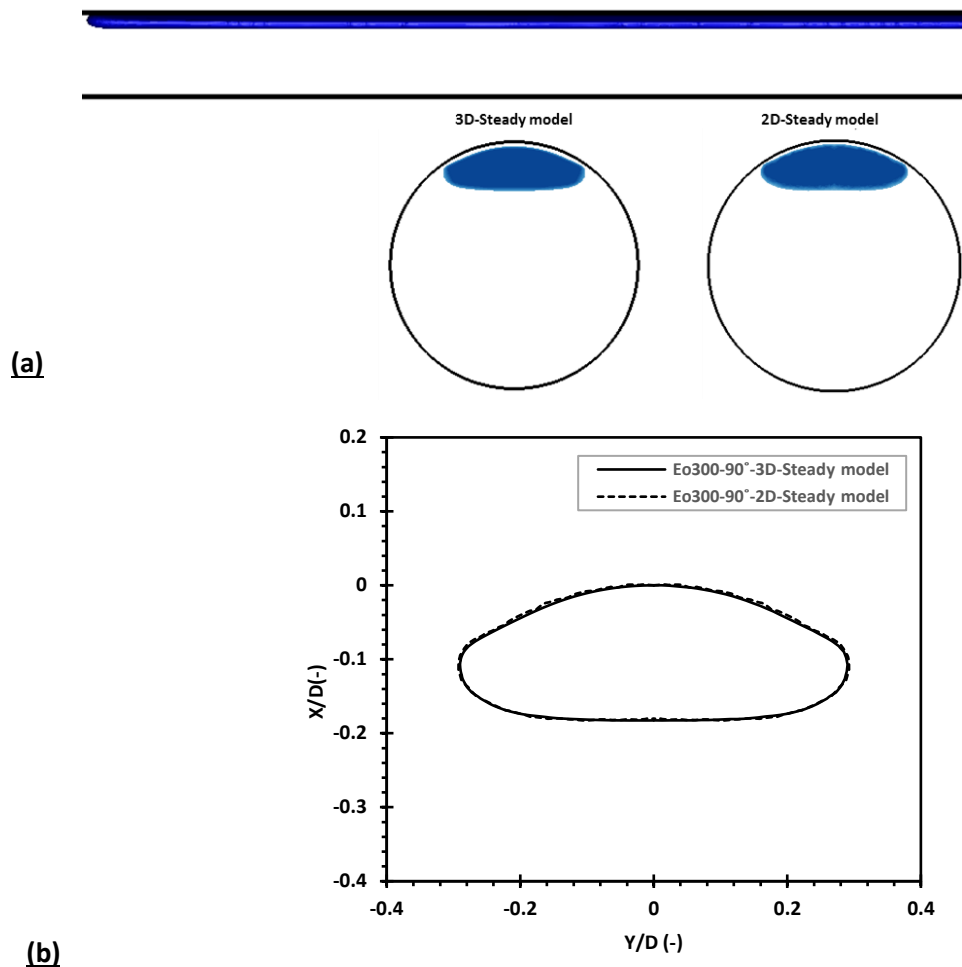 3D-Steady model 2D-Steady model
(a)
Eo300-90°-3D-Steady model
Eo300-90°-2D-Steady model
0.2
0.1
0
-0.1
-0.2
-0.3
-0.4
X/D(-)
-0.4 -0.2 0 0.2 0.4
Y/D (-)
(b)